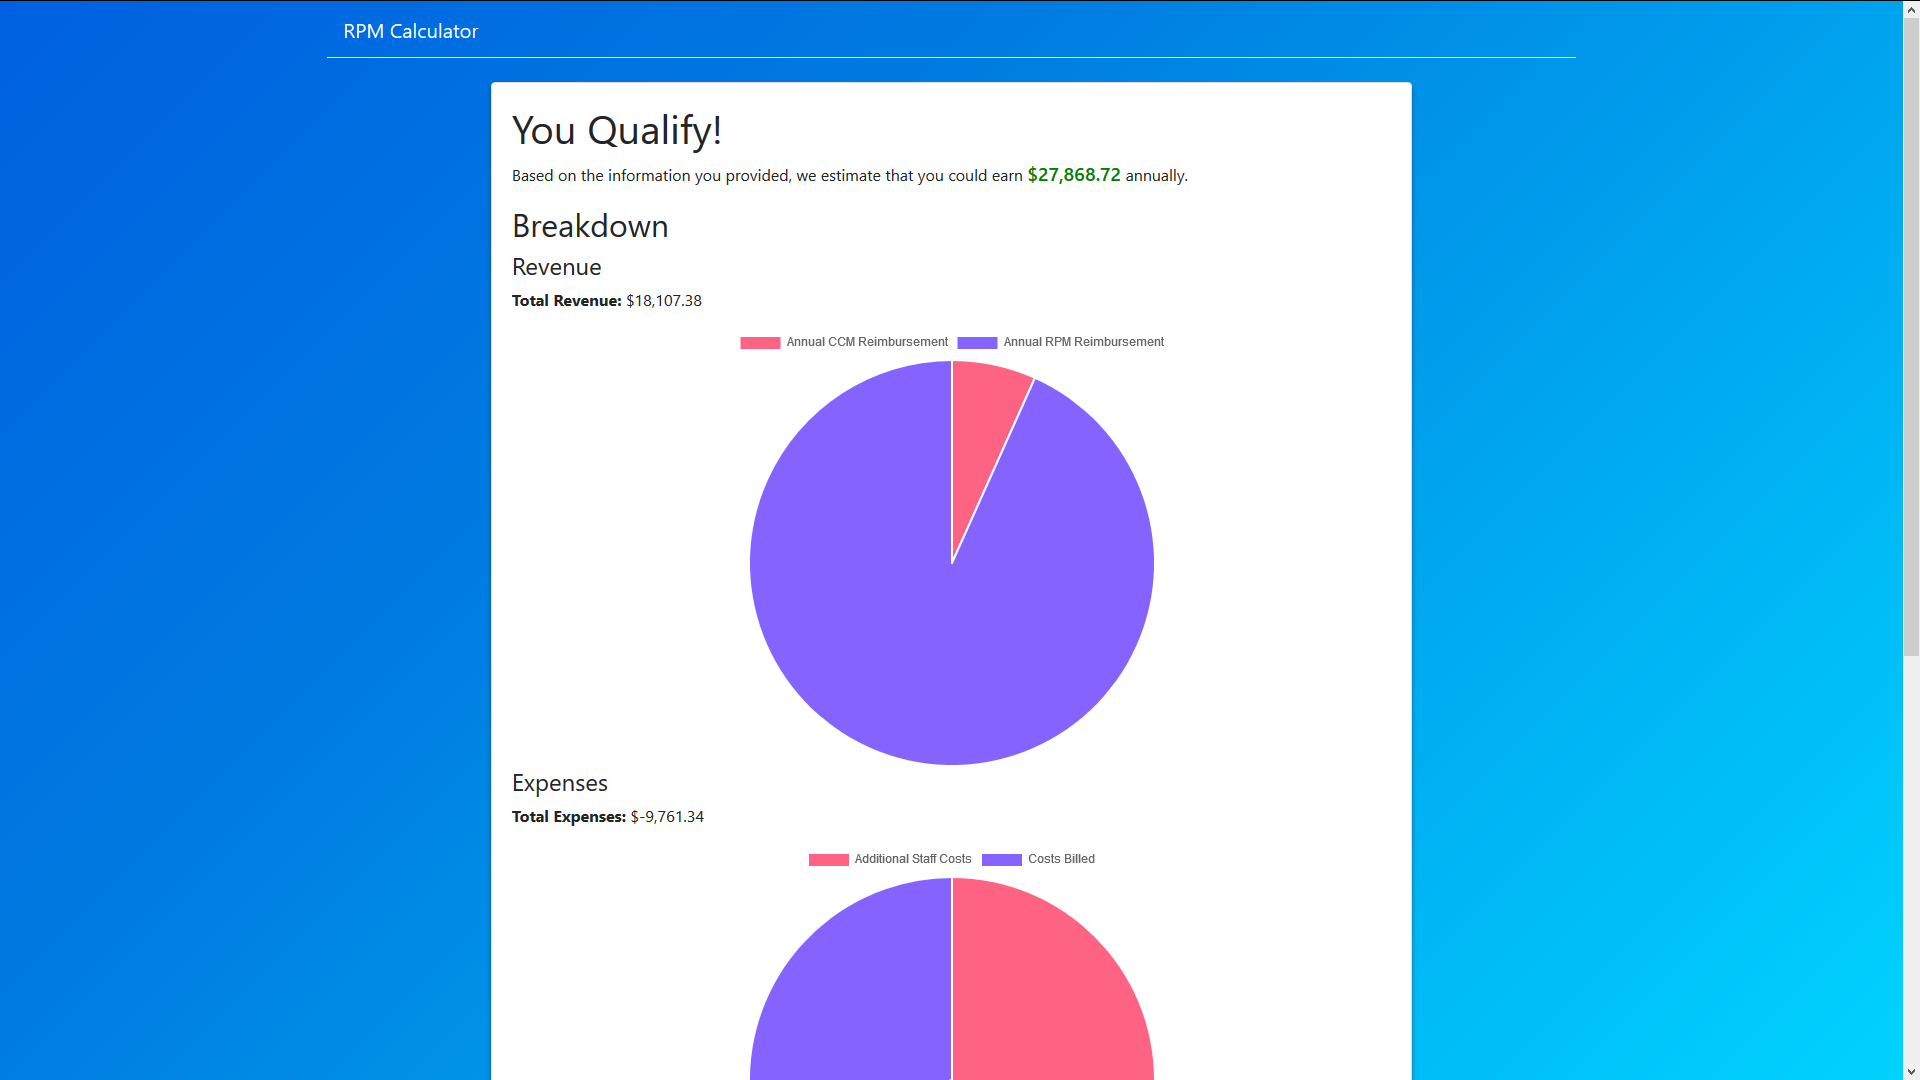 RPM Calculator
You Qualify!
Based on the information you provided, we estimate that you could earn $27,868.72 annually.
Breakdown
Revenue
Total Revenue: $18,107.38
Annual CCM Reimbursement Annual RPM Reimbursement
Expenses
Total Expenses: $-9,761.34
Additional Staff Costs Costs Billed